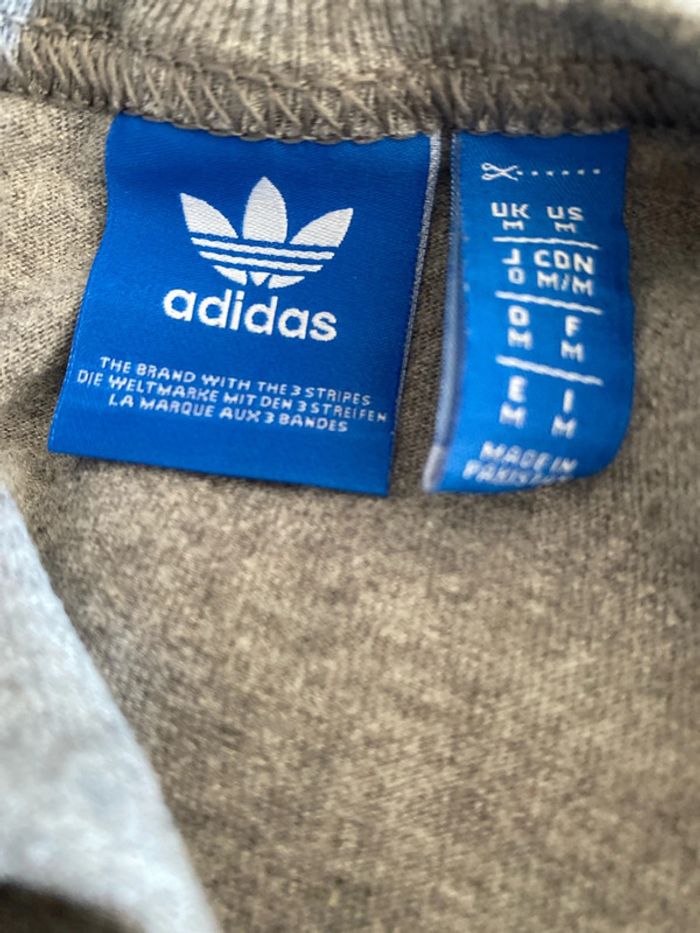 adidas
THE BRAND WITH THE 3 STRIPES
DIE WELTMARKE MIT DEN 3 STREIFEN
LA MARQUE AUX 3 BANDES
UK US
M M
J CDN
O M/M
D F
M M
E I
M M
MADE IN
PAKISTAN